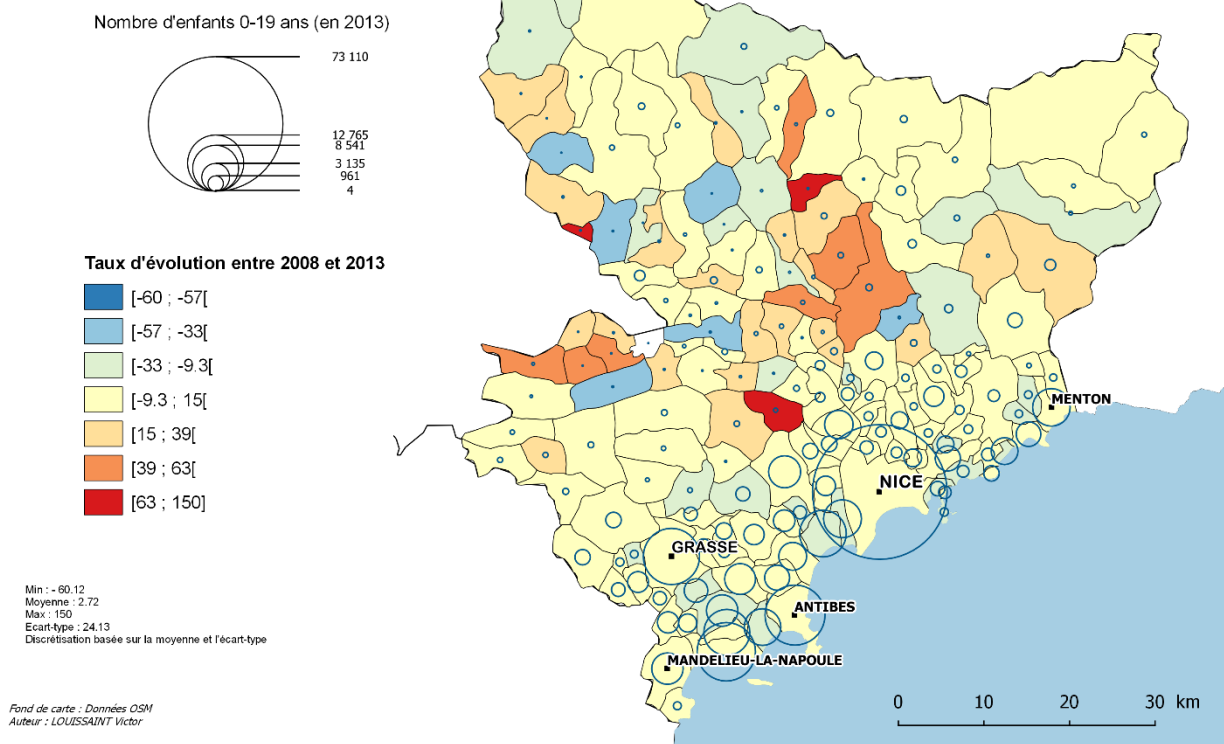 Nombre d'enfants 0-19 ans (en 2013)
73 110
12 765
8 541
3 135
961
4
Taux d'évolution entre 2008 et 2013
[-60 ; -57[
[-57 ; -33[
[-33 ; -9.3[
[-9.3 ; 15[
[15 ; 39[
[39 ; 63[
[63 ; 150]
MENTON
NICE
GRASSE
ANTIBES
MANDELIEU-LA-NAPOULE
Min : - 60.12
Moyenne : 2.72
Max : 150
Ecart-type : 24.13
Discrétisation basée sur la moyenne et l'écart-type
Fond de carte : Données OSM
Auteur : LOUISSAINT Victor
0 10 20 30 km